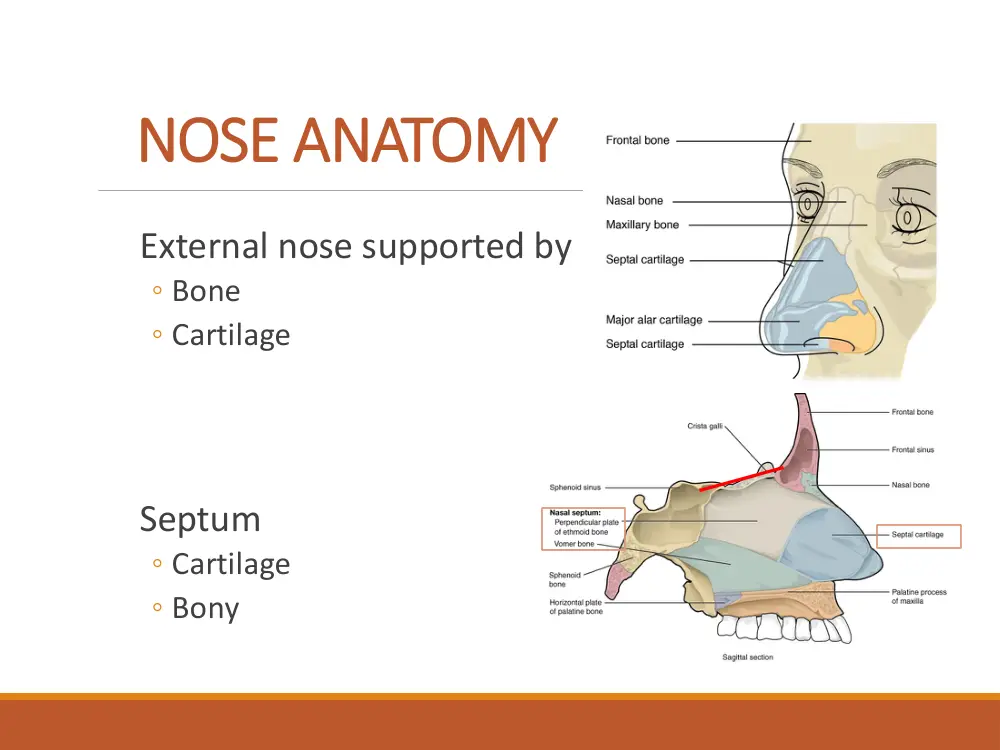 NOSE ANATOMY
External nose supported by
◦ Bone
◦ Cartilage
Septum
◦ Cartilage
◦ Bony
Frontal bone
Nasal bone
Maxillary bone
Septal cartilage
Major alar cartilage
Septal cartilage
Crista galli
Sphenoid sinus
Nasal septum:
Perpendicular plate
of ethmoid bone
Vomer bone
Sphenoid
bone
Horizontal plate
of palatine bone
Frontal bone
Frontal sinus
Nasal bone
Septal cartilage
Palatine process
of maxilla
Sagittal section